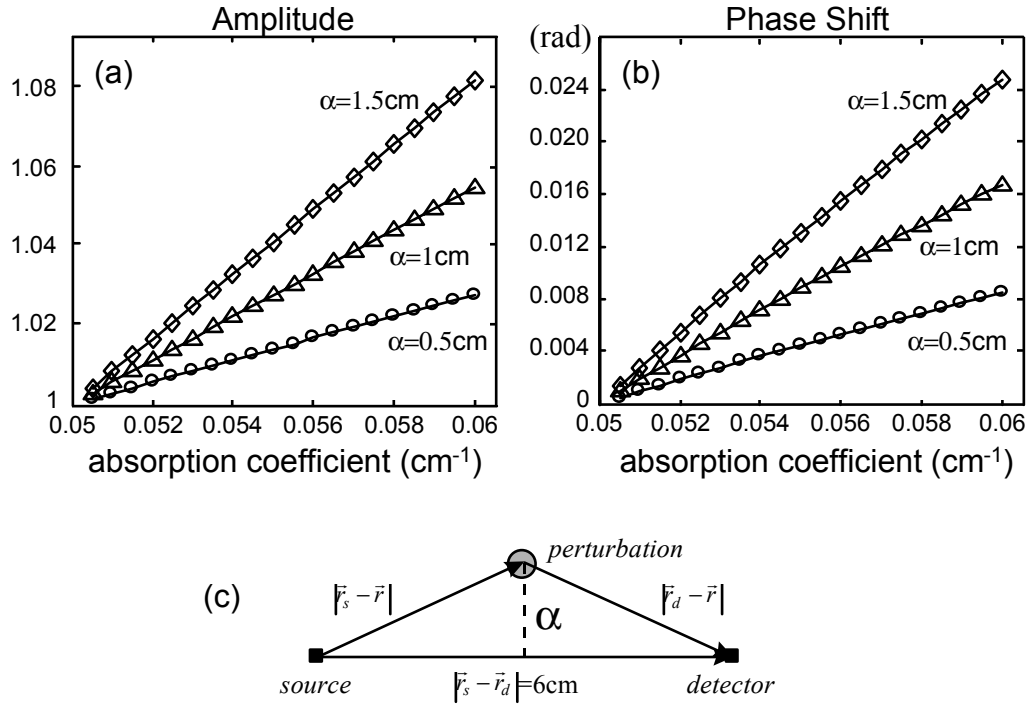 Amplitude
(a)
1.08
1.06
1.04
1.02
1
α=1.5cm
α=1cm
α=0.5cm
0.05 0.052 0.054 0.056 0.058 0.06
absorption coefficient (cm⁻¹)
Phase Shift
(rad)
(b)
0.024
0.020
0.016
0.012
0.008
0.004
0
α=1.5cm
α=1cm
α=0.5cm
0.05 0.052 0.054 0.056 0.058 0.06
absorption coefficient (cm⁻¹)
(c)
perturbation
|r⃗ₛ − r⃗|
|r⃗_d − r⃗|
α
source
|r⃗ₛ − r⃗_d|=6cm
detector